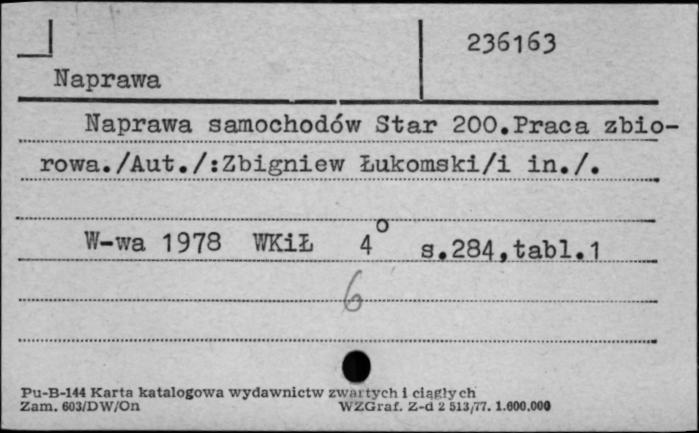 236163
Naprawa
Naprawa samochodów Star 200.Praca zbio-
rowa./Aut./:Zbigniew Łukomski/i in./.
W-wa 1978 WKiŁ 4° s.284,tabl.1
6
Pu-B-144 Karta katalogowa wydawnictw zwartych i ciągłych
Zam. 603/DW/On WZGraf. Z-d 2 513/77. 1.600.000